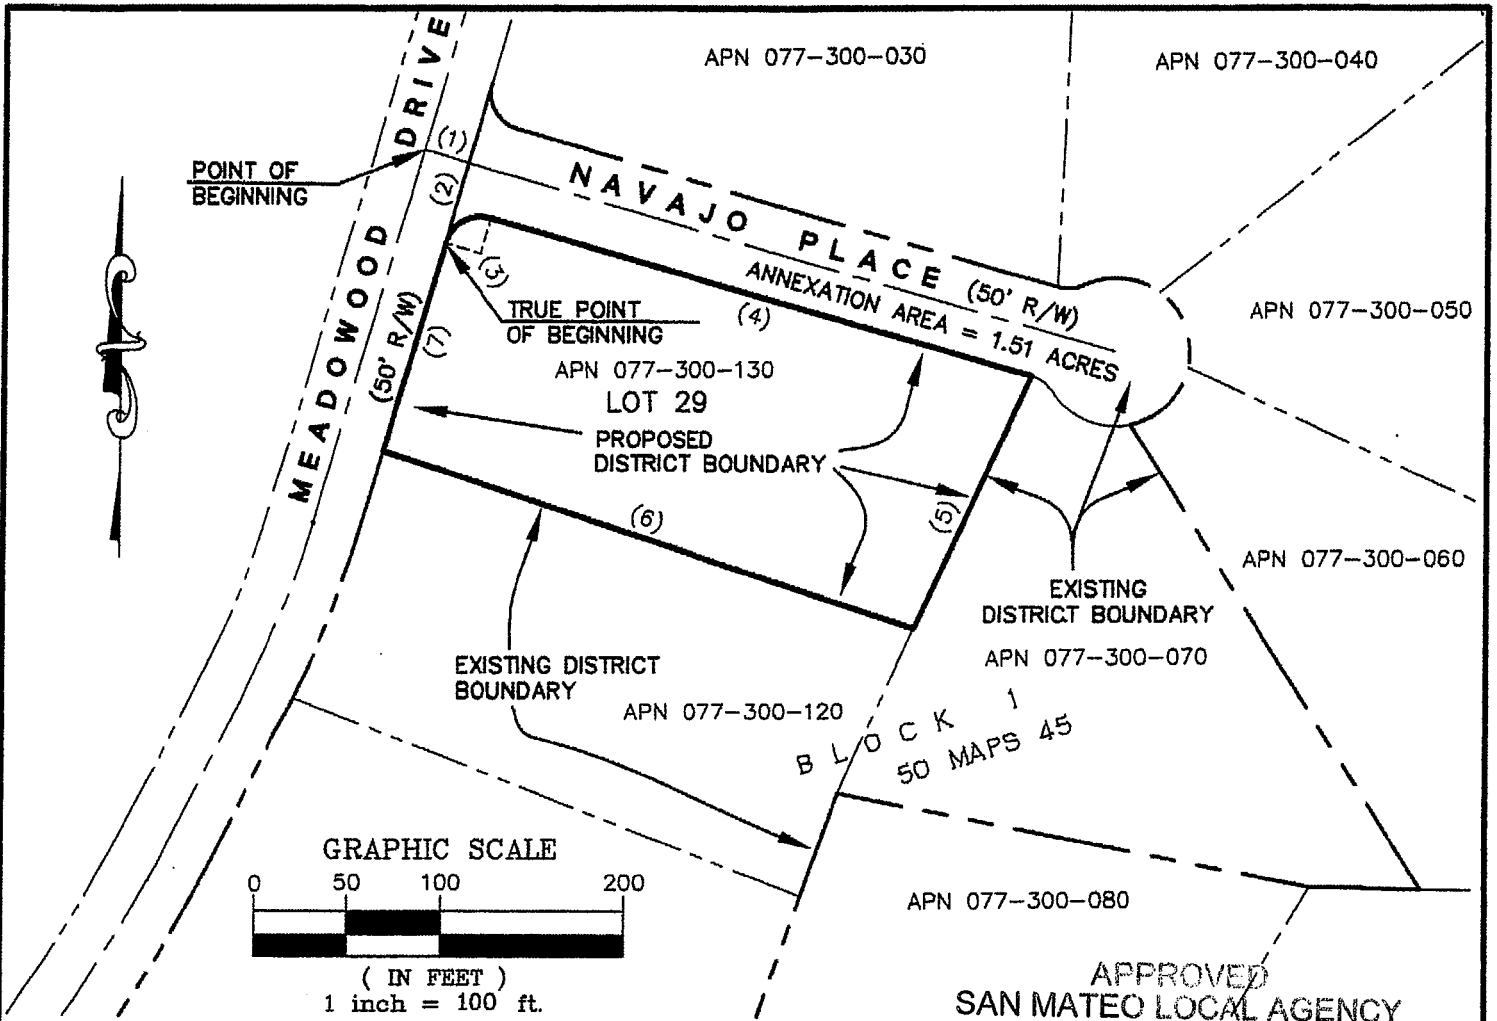 APN 077-300-030
APN 077-300-040
MEADOWOOD DRIVE
(50' R/W)
(1)
POINT OF
BEGINNING
(2)
NAVAJO PLACE (50' R/W)
ANNEXATION AREA = 1.51 ACRES
(3)
(4)
TRUE POINT
OF BEGINNING
APN 077-300-050
(7)
APN 077-300-130
LOT 29
PROPOSED
DISTRICT BOUNDARY
(5)
(6)
APN 077-300-060
EXISTING
DISTRICT BOUNDARY
APN 077-300-070
EXISTING DISTRICT
BOUNDARY
APN 077-300-120
BLOCK 1
50 MAPS 45
GRAPHIC SCALE
0 50 100 200
( IN FEET )
1 inch = 100 ft.
APN 077-300-080
APPROVED
SAN MATEO LOCAL AGENCY